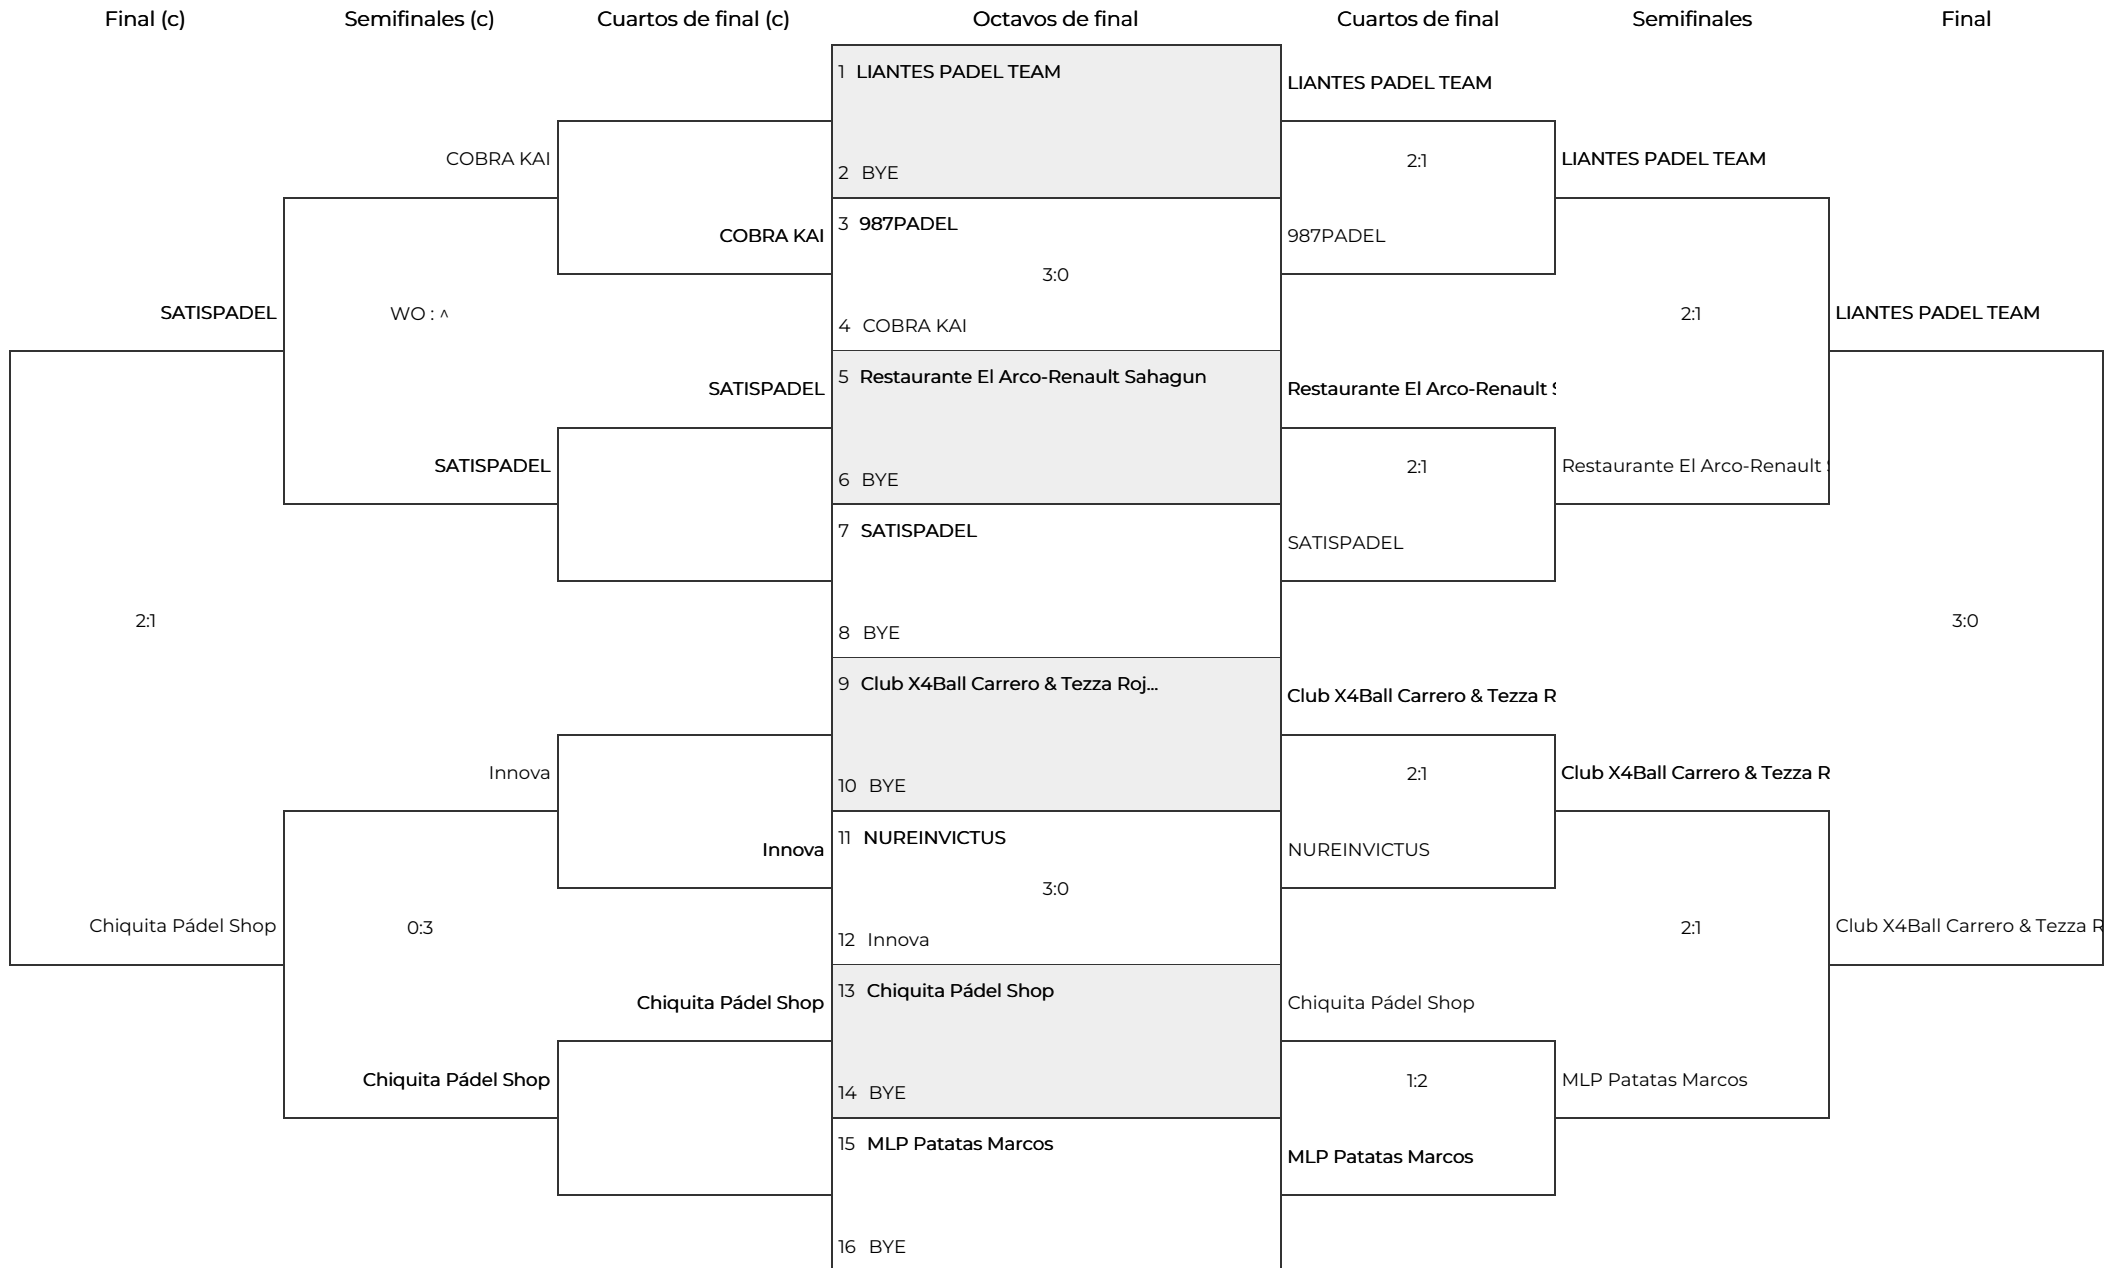 Final (c)
Semifinales (c)
Cuartos de final (c)
Octavos de final
Cuartos de final
Semifinales
Final
1 LIANTES PADEL TEAM
LIANTES PADEL TEAM
COBRA KAI
2 BYE
2:1
LIANTES PADEL TEAM
COBRA KAI
3 987PADEL
987PADEL
3:0
SATISPADEL
WO : ^
4 COBRA KAI
2:1
LIANTES PADEL TEAM
SATISPADEL
5 Restaurante El Arco-Renault Sahagun
Restaurante El Arco-Renault S
SATISPADEL
6 BYE
2:1
Restaurante El Arco-Renault S
7 SATISPADEL
SATISPADEL
2:1
8 BYE
3:0
9 Club X4Ball Carrero & Tezza Roj...
Club X4Ball Carrero & Tezza R
Innova
10 BYE
2:1
Club X4Ball Carrero & Tezza R
Innova
11 NUREINVICTUS
NUREINVICTUS
3:0
Chiquita Pádel Shop
0:3
12 Innova
2:1
Club X4Ball Carrero & Tezza R
Chiquita Pádel Shop
13 Chiquita Pádel Shop
Chiquita Pádel Shop
Chiquita Pádel Shop
14 BYE
1:2
MLP Patatas Marcos
15 MLP Patatas Marcos
MLP Patatas Marcos
16 BYE